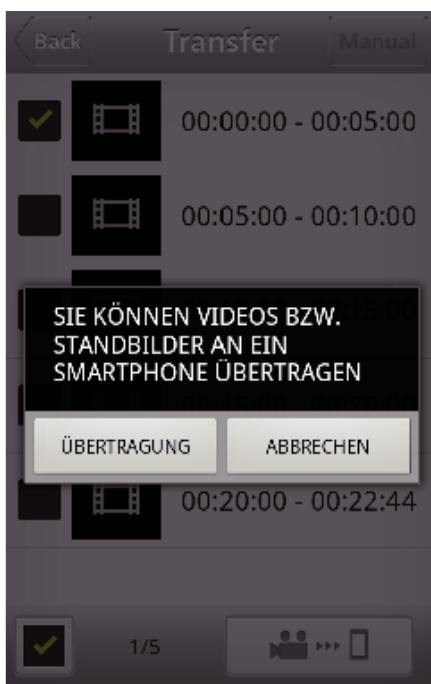 Back Transfer Manual
00:00:00 - 00:05:00
00:05:00 - 00:10:00
SIE KÖNNEN VIDEOS BZW.
STANDBILDER AN EIN
SMARTPHONE ÜBERTRAGEN
ÜBERTRAGUNG ABBRECHEN
00:20:00 - 00:22:44
1/5